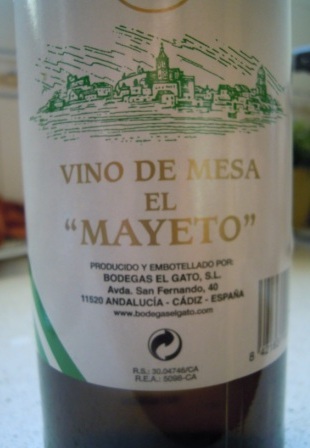 VINO DE MESA
EL
“MAYETO”
PRODUCIDO Y EMBOTELLADO POR:
BODEGAS EL GATO, S.L.
Avda. San Fernando, 40
11520 ANDALUCÍA - CÁDIZ - ESPAÑA
www.bodegaselgato.com
R.S.: 30.04746/CA
R.E.A.: 5098-CA